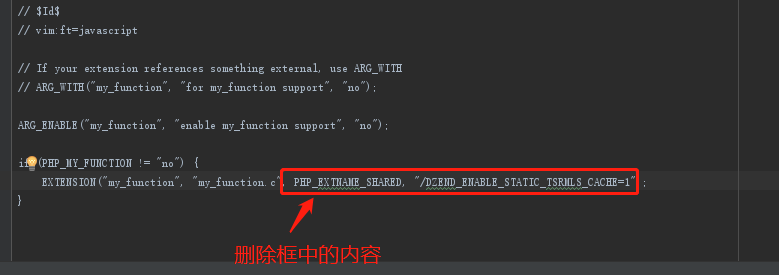 // $Id$
// vim:ft=javascript
// If your extension references something external, use ARG_WITH
// ARG_WITH("my_function", "for my_function support", "no");
ARG_ENABLE("my_function", "enable my_function support", "no");
if (PHP_MY_FUNCTION != "no") {
EXTENSION("my_function", "my_function.c", PHP_EXTNAME_SHARED, "/DZEND_ENABLE_STATIC_TSRMLS_CACHE=1" ;
}
删除框中的内容